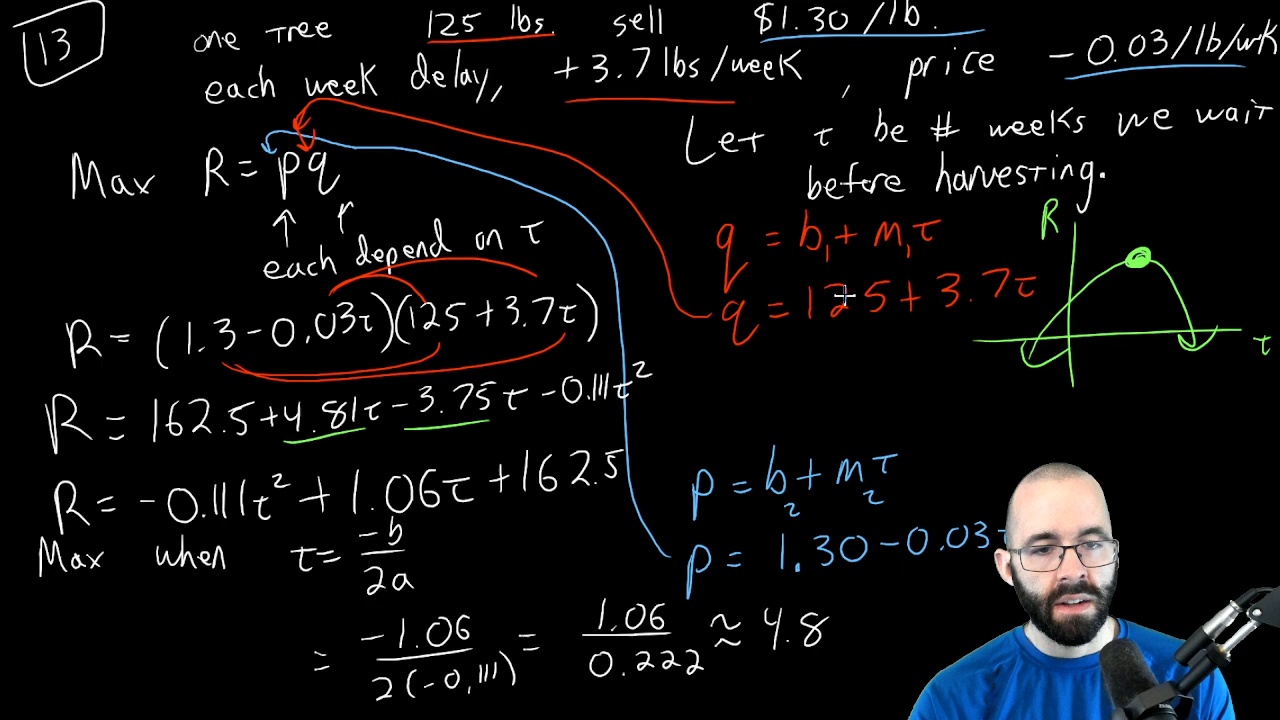 13
one tree 125 lbs. sell $1.30/lb.
each week delay, +3.7 lbs/week, price -0.03/lb/wk
Let τ be # weeks we wait
before harvesting.
Max R = pq
each depend on τ
R = (1.3-0.03τ)(125+3.7τ)
R = 162.5+4.81τ-3.75τ-0.111τ²
R = -0.111τ²+1.06τ+162.5
Max when τ= -b/2a
= -1.06/2(-0.111) = 1.06/0.222 ≈ 4.8
q = b₁+m₁τ
q = 125+3.7τ
R
τ
p = b₂+m₂τ
p = 1.30-0.03